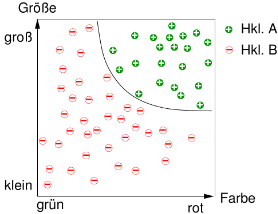 Größe
groß
Hkl. A
Hkl. B
klein
grün
rot
Farbe